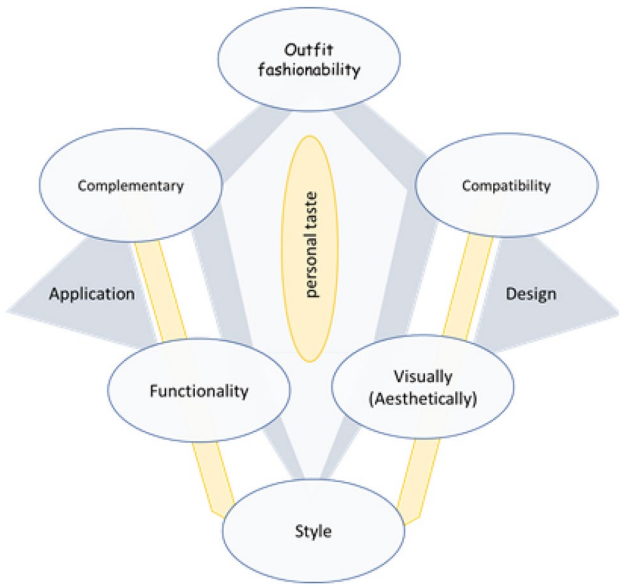 Outfit
fashionability
Complementary
Compatibility
personal taste
Application
Design
Functionality
Visually
(Aesthetically)
Style